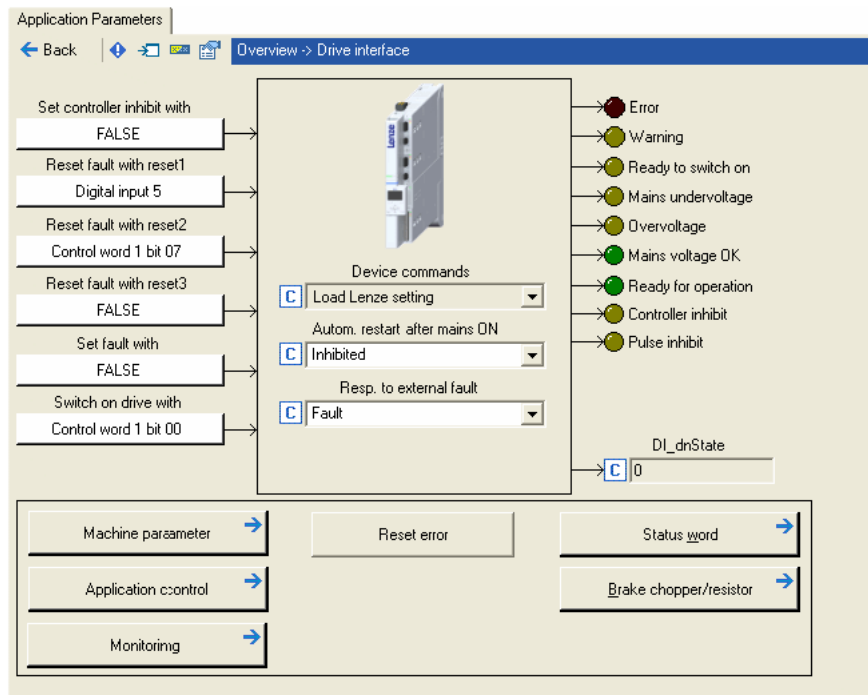 Application Parameters
Back
Overview -> Drive interface
Set controller inhibit with
FALSE
Reset fault with reset1
Digital input 5
Reset fault with reset2
Control word 1 bit 07
Reset fault with reset3
FALSE
Set fault with
FALSE
Switch on drive with
Control word 1 bit 00
Lenze
Device commands
C Load Lenze setting
Autom. restart after mains ON
C Inhibited
Resp. to external fault
C Fault
Error
Warning
Ready to switch on
Mains undervoltage
Overvoltage
Mains voltage OK
Ready for operation
Controller inhibit
Pulse inhibit
DI_dnState
C 0
Machine paraameter
Reset error
Status word
Application ccontrol
Brake chopper/resistor
Monitorinng